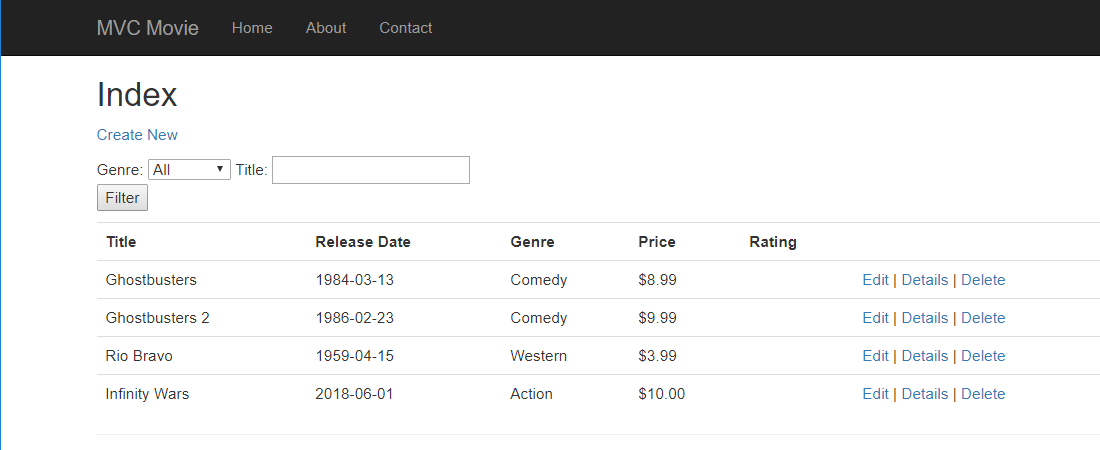 MVC Movie Home About Contact
Index
Create New
Genre: All Title:
Filter
Title Release Date Genre Price Rating
Ghostbusters 1984-03-13 Comedy $8.99 Edit | Details | Delete
Ghostbusters 2 1986-02-23 Comedy $9.99 Edit | Details | Delete
Rio Bravo 1959-04-15 Western $3.99 Edit | Details | Delete
Infinity Wars 2018-06-01 Action $10.00 Edit | Details | Delete